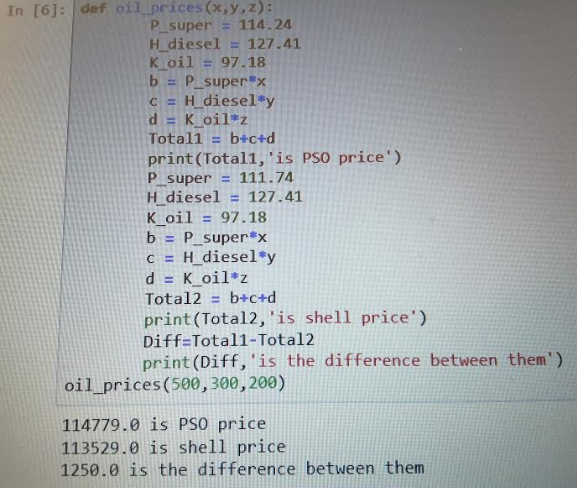 In [6]: def oil_prices(x,y,z):
P_super = 114.24
H_diesel = 127.41
K_oil = 97.18
b = P_super*x
c = H_diesel*y
d = K_oil*z
Total1 = b+c+d
print(Total1,'is PSO price')
P_super = 111.74
H_diesel = 127.41
K_oil = 97.18
b = P_super*x
c = H_diesel*y
d = K_oil*z
Total2 = b+c+d
print(Total2,'is shell price')
Diff=Total1-Total2
print(Diff,'is the difference between them')
oil_prices(500,300,200)
114779.0 is PSO price
113529.0 is shell price
1250.0 is the difference between them